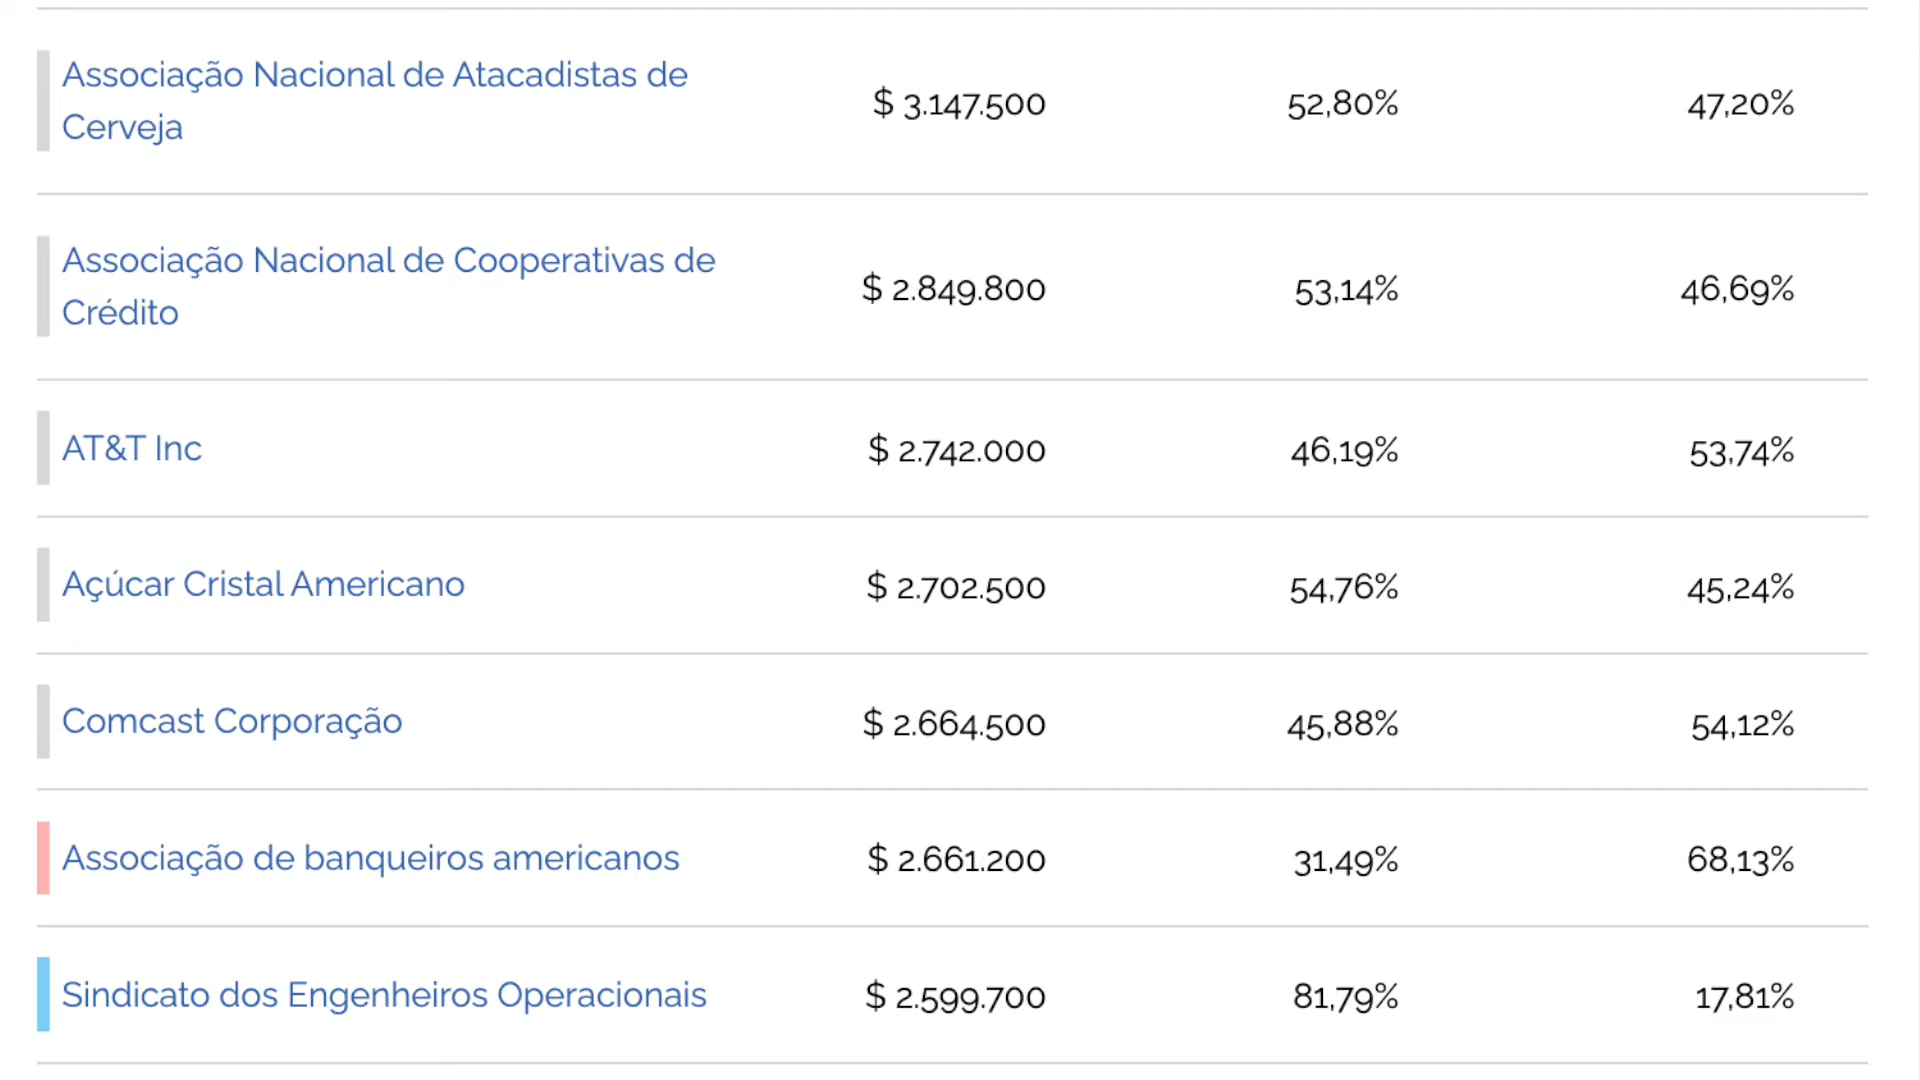 Associação Nacional de Atacadistas de
Cerveja
$ 3.147.500 52,80% 47,20%
Associação Nacional de Cooperativas de
Crédito
$ 2.849.800 53,14% 46,69%
AT&T Inc $ 2.742.000 46,19% 53,74%
Açúcar Cristal Americano $ 2.702.500 54,76% 45,24%
Comcast Corporação $ 2.664.500 45,88% 54,12%
Associação de banqueiros americanos $ 2.661.200 31,49% 68,13%
Sindicato dos Engenheiros Operacionais $ 2.599.700 81,79% 17,81%